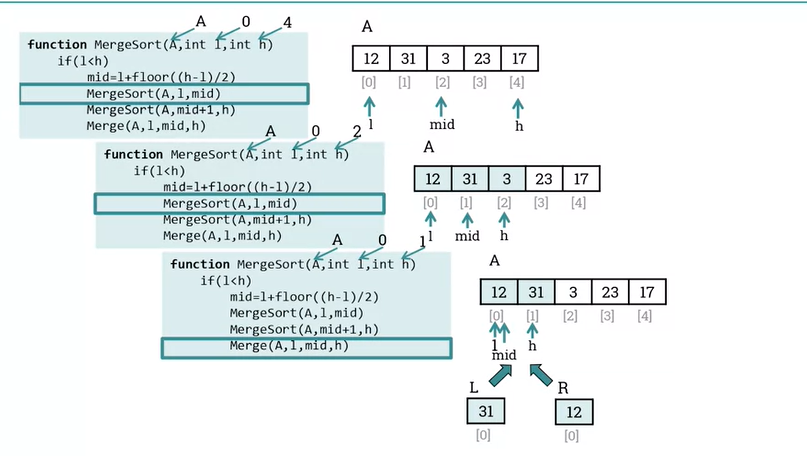 A 0 4
function MergeSort(A,int l,int h)
if(l<h)
mid=l+floor((h-l)/2)
MergeSort(A,l,mid)
MergeSort(A,mid+1,h)
Merge(A,l,mid,h)
A
12 31 3 23 17
[0] [1] [2] [3] [4]
l mid h
A 0 2
function MergeSort(A,int l,int h)
if(l<h)
mid=l+floor((h-l)/2)
MergeSort(A,l,mid)
MergeSort(A,mid+1,h)
Merge(A,l,mid,h)
A
12 31 3 23 17
[0] [1] [2] [3] [4]
l mid h
A 0 1
function MergeSort(A,int l,int h)
if(l<h)
mid=l+floor((h-l)/2)
MergeSort(A,l,mid)
MergeSort(A,mid+1,h)
Merge(A,l,mid,h)
A
12 31 3 23 17
[0] [1] [2] [3] [4]
l h
mid
L R
31 12
[0] [0]